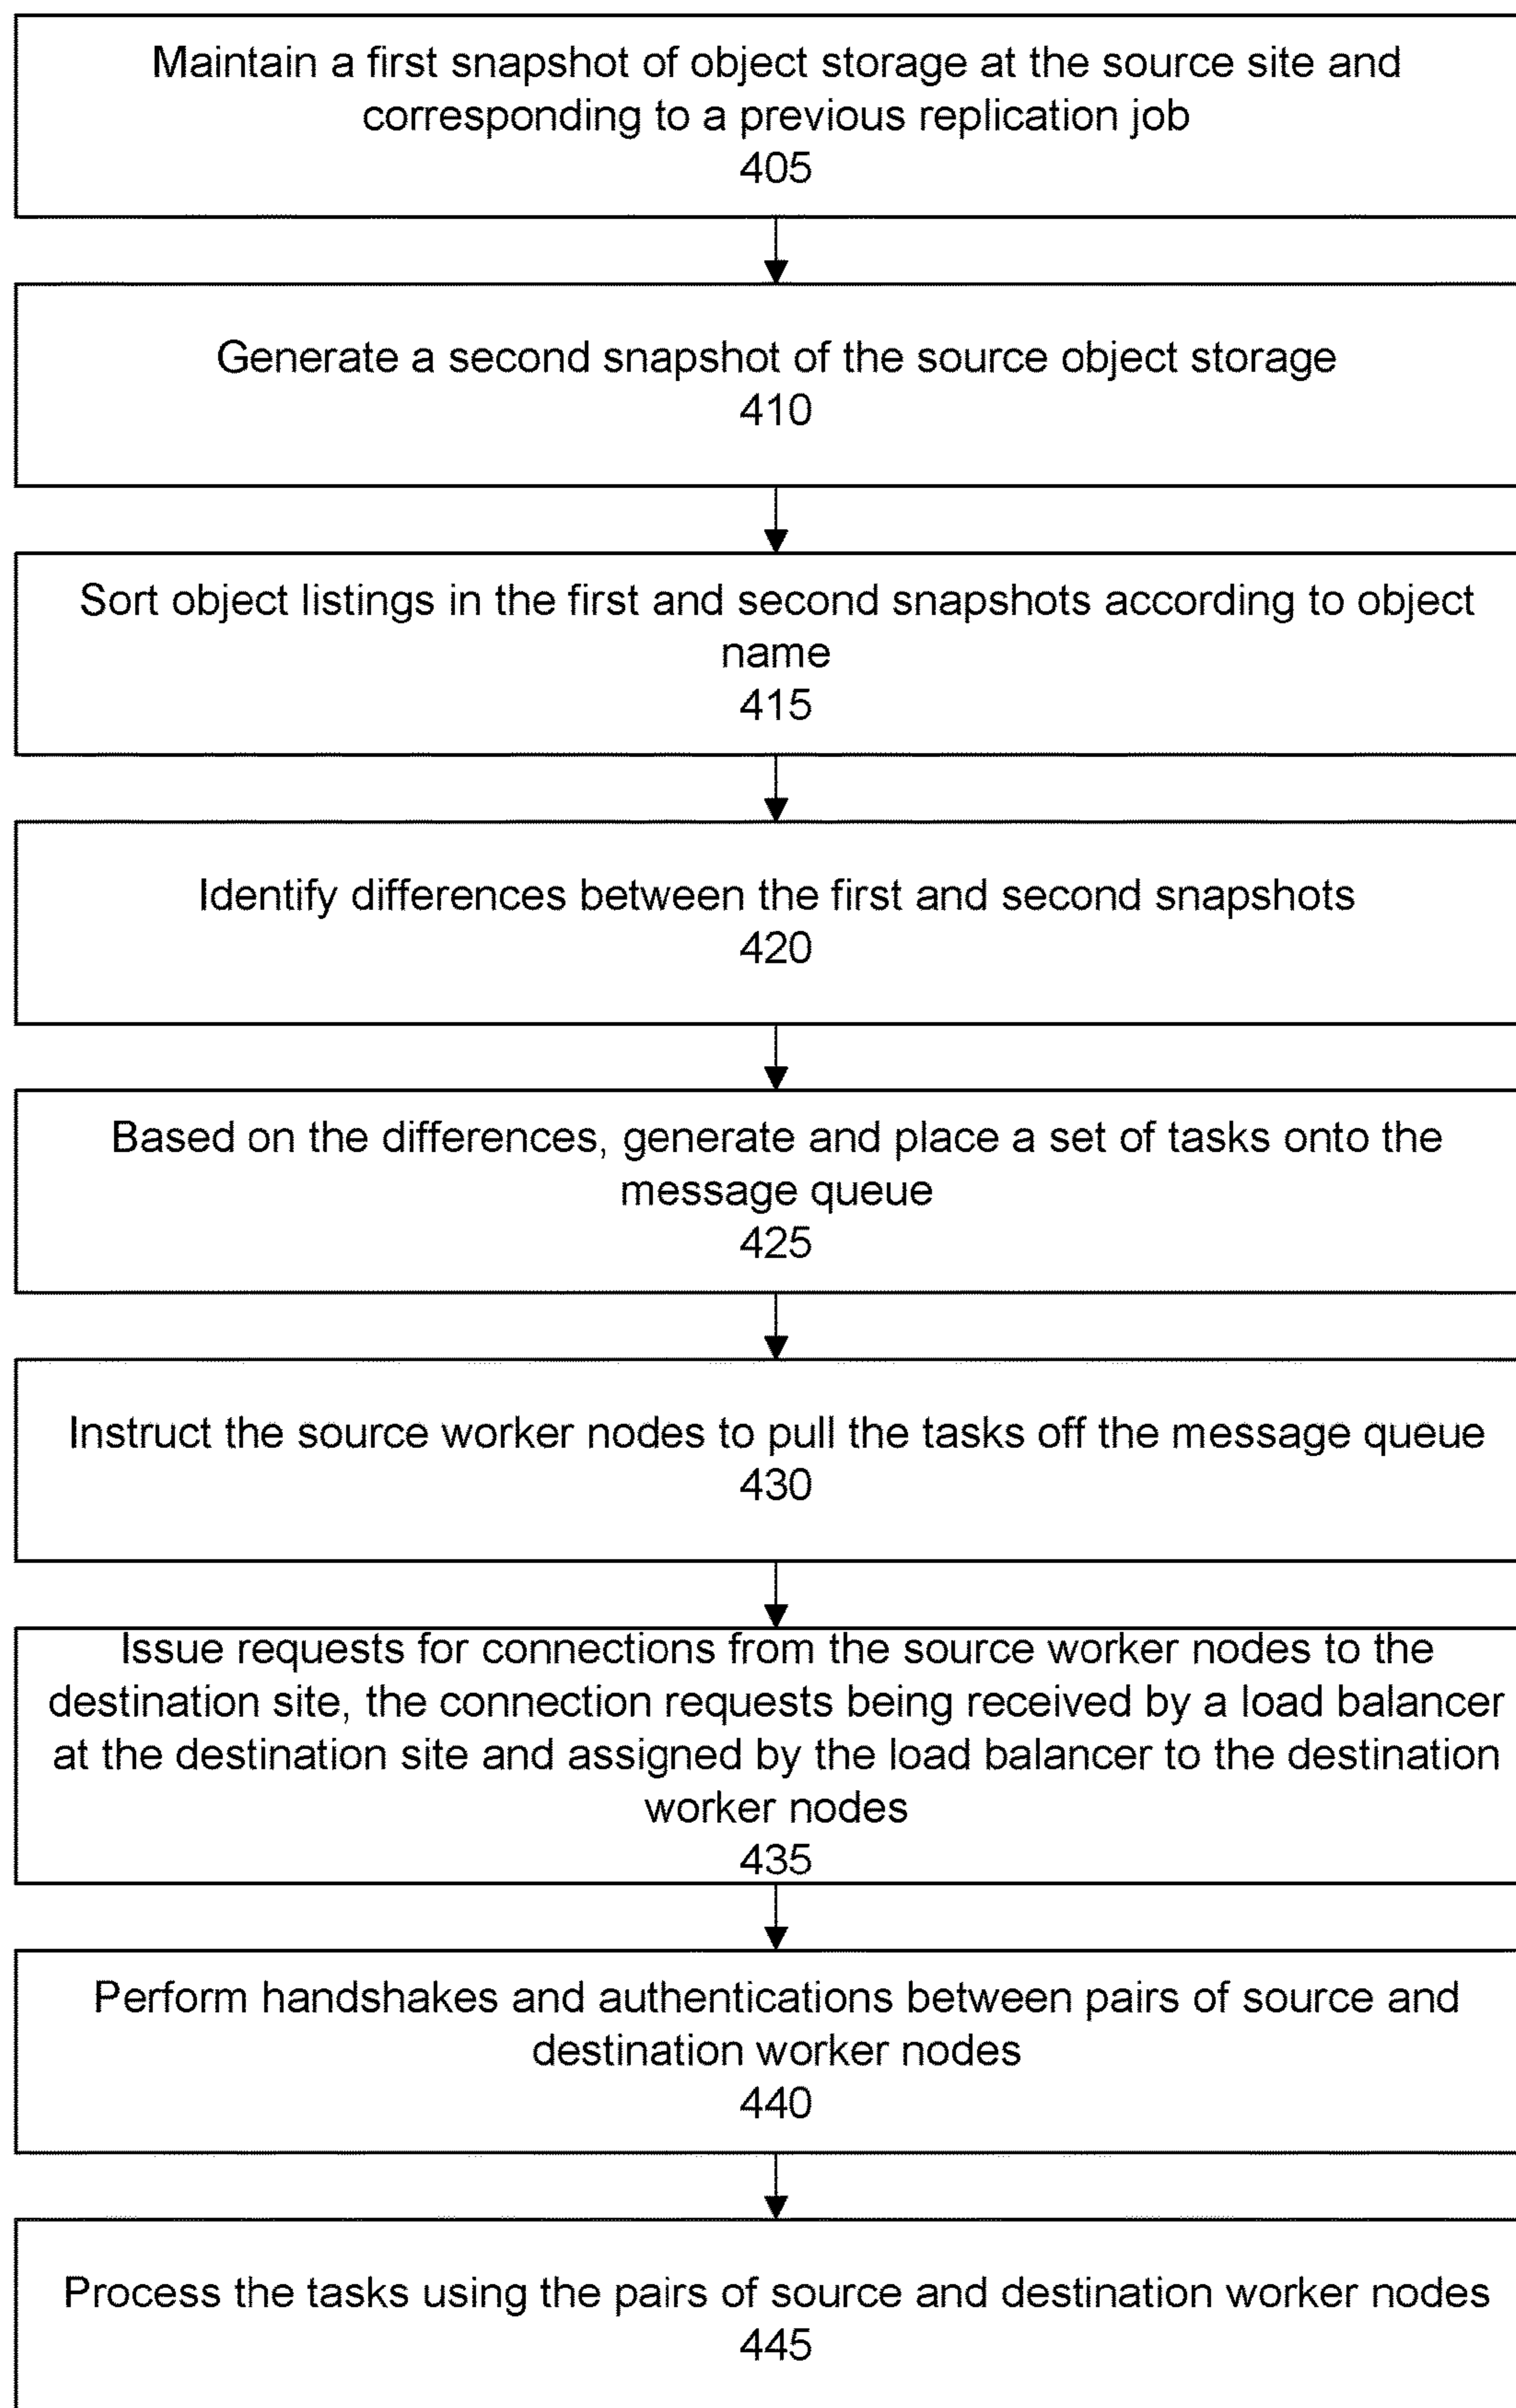 Maintain a first snapshot of object storage at the source site and
corresponding to a previous replication job
405
Generate a second snapshot of the source object storage
410
Sort object listings in the first and second snapshots according to object
name
415
Identify differences between the first and second snapshots
420
Based on the differences, generate and place a set of tasks onto the
message queue
425
Instruct the source worker nodes to pull the tasks off the message queue
430
Issue requests for connections from the source worker nodes to the
destination site, the connection requests being received by a load balancer
at the destination site and assigned by the load balancer to the destination
worker nodes
435
Perform handshakes and authentications between pairs of source and
destination worker nodes
440
Process the tasks using the pairs of source and destination worker nodes
445